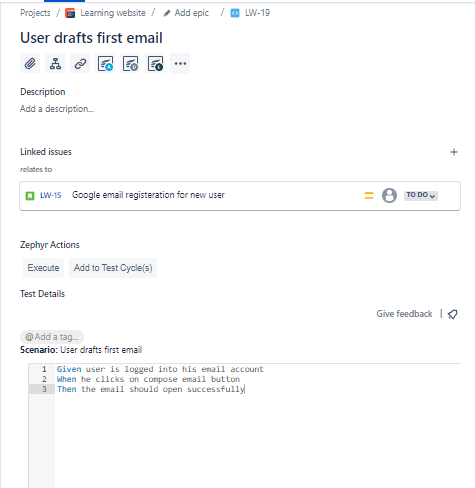 Projects / Learning website / Add epic / LW-19
User drafts first email
Description
Add a description...
Linked issues
relates to
LW-15 Google email registeration for new user TO DO
Zephyr Actions
Execute Add to Test Cycle(s)
Test Details
Give feedback
@ Add a tag...
Scenario: User drafts first email
1 Given user is logged into his email account
2 When he clicks on compose email button
3 Then the email should open successfully